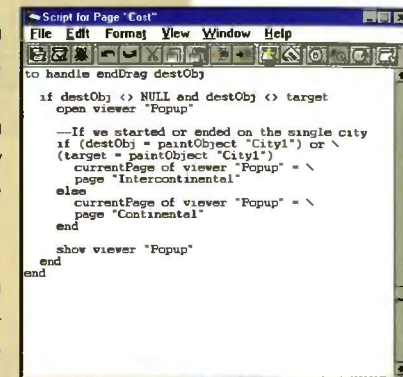 Script for Page "Cost"
File Edit Format View Window Help
to handle endDrag destObj
if destObj <> NULL and destObj <> target
open viewer "Popup"
--If we started or ended on the single city
if (destObj = paintObject "City1") or \
(target = paintObject "City1")
currentPage of viewer "Popup" = \
page "Intercontinental"
else
currentPage of viewer "Popup" = \
page "Continental"
end
show viewer "Popup"
end
end